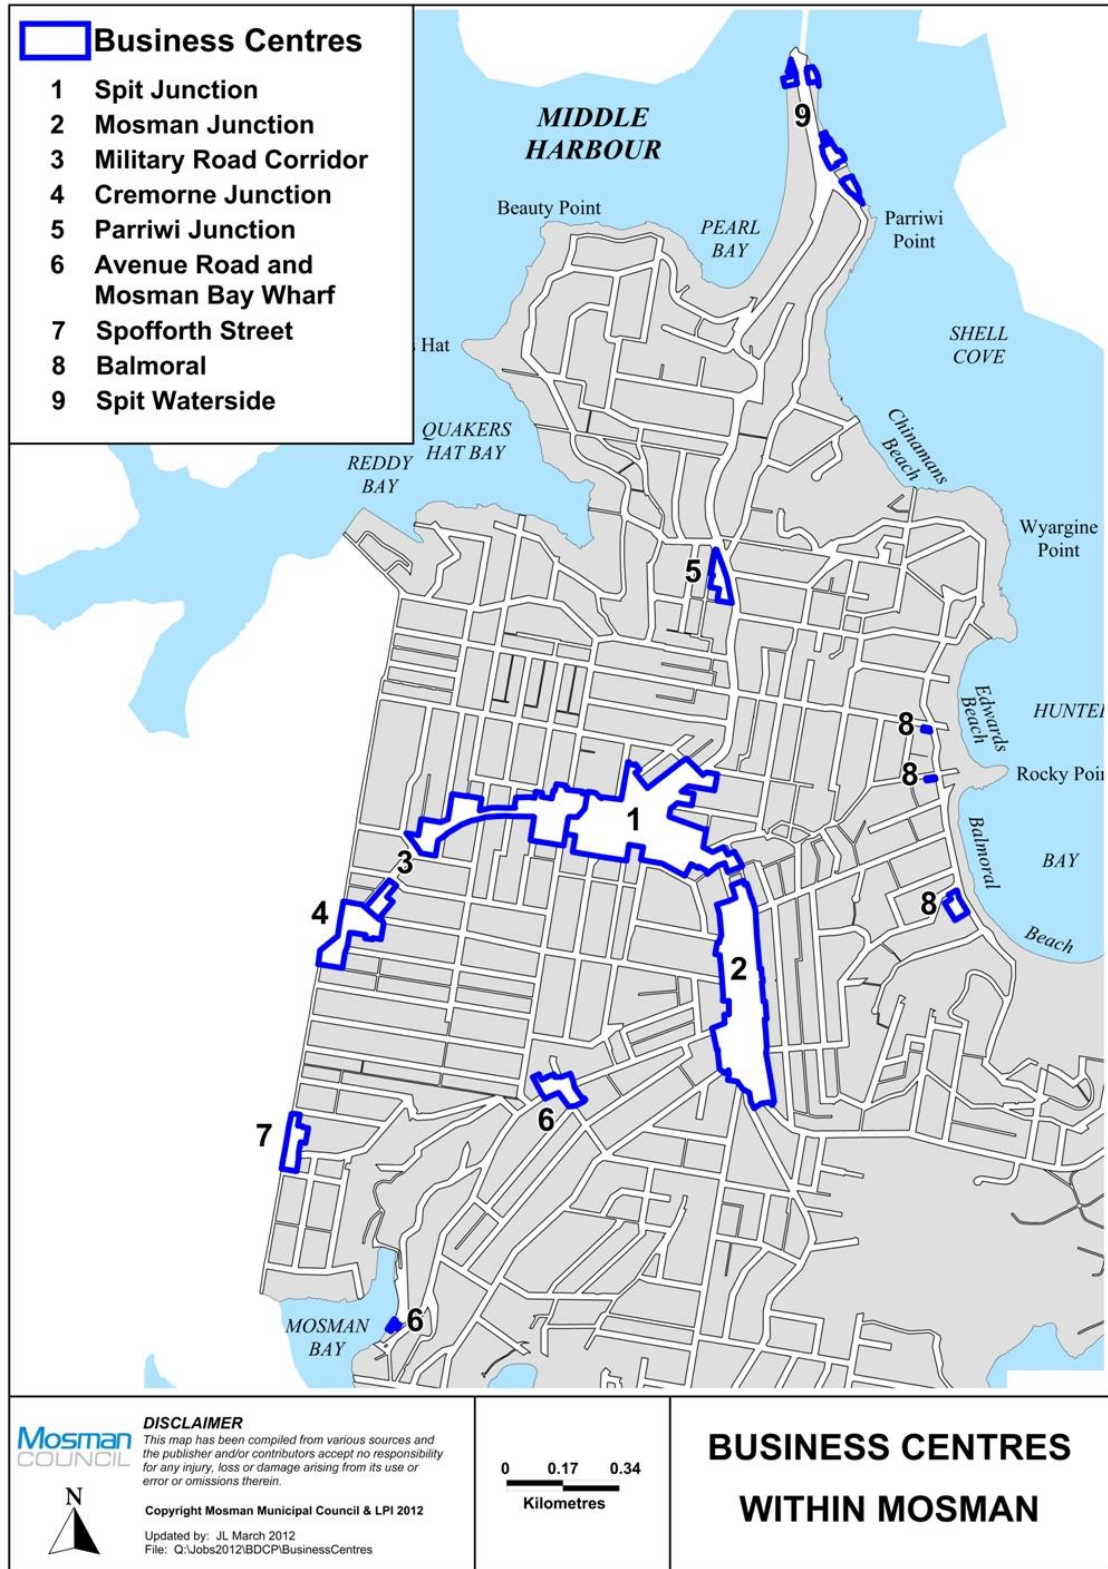 Business Centres
1 Spit Junction
2 Mosman Junction
3 Military Road Corridor
4 Cremorne Junction
5 Parriwi Junction
6 Avenue Road and
Mosman Bay Wharf
7 Spofforth Street
8 Balmoral
9 Spit Waterside
MIDDLE
HARBOUR
9
Beauty Point
PEARL
BAY
Parriwi
Point
SHELL
COVE
Hat
QUAKERS
HAT BAY
REDDY
BAY
Chinamans
Beach
Wyargine
Point
5
Edwards
Beach
HUNTE
8
8
Rocky Poin
1
3
Balmoral
BAY
Beach
8
4
2
6
7
6
MOSMAN
BAY
Mosman
COUNCIL
DISCLAIMER
This map has been compiled from various sources and
the publisher and/or contributors accept no responsibility
for any injury, loss or damage arising from its use or
error or omissions therein.
N
Copyright Mosman Municipal Council & LPI 2012
Updated by: JL March 2012
File: Q:\Jobs2012\BDCP\BusinessCentres
0 0.17 0.34
Kilometres
BUSINESS CENTRES
WITHIN MOSMAN